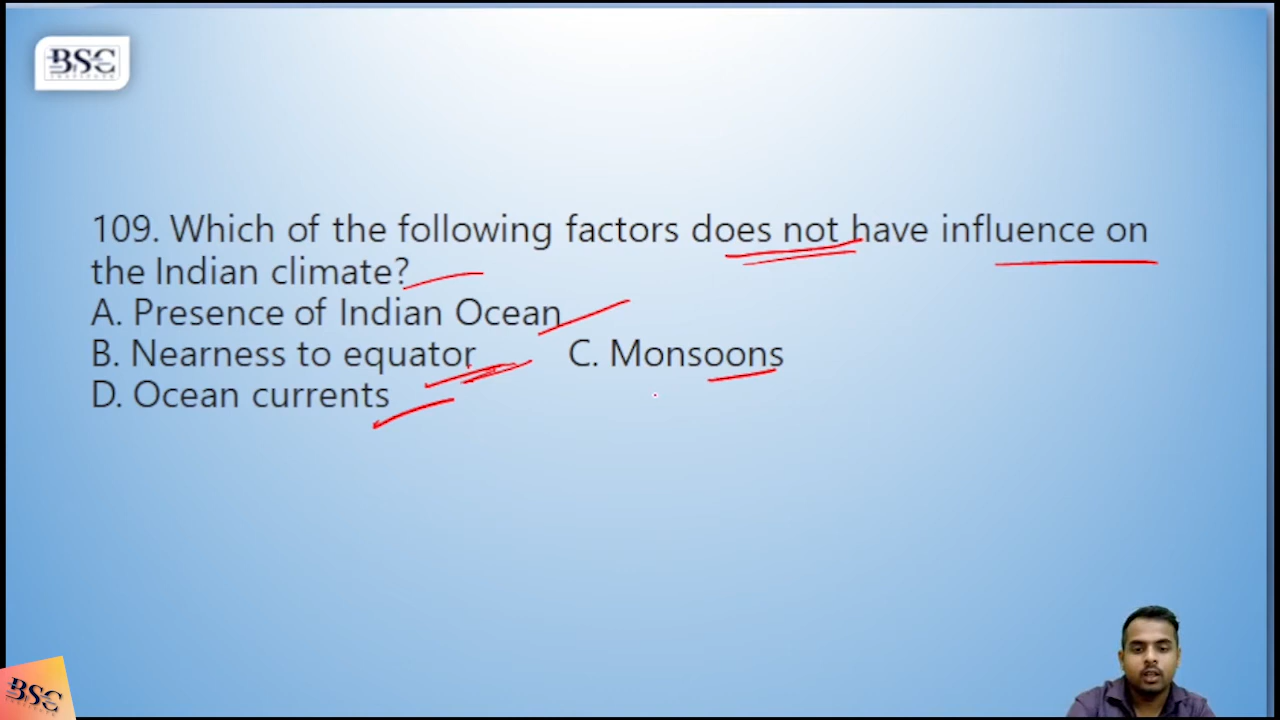 BSC
INSTITUTE
109. Which of the following factors does not have influence on
the Indian climate?
A. Presence of Indian Ocean
B. Nearness to equator C. Monsoons
D. Ocean currents
BSC